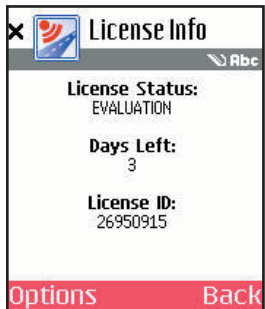 License Info
Abc
License Status:
EVALUATION
Days Left:
3
License ID:
26950915
Options Back